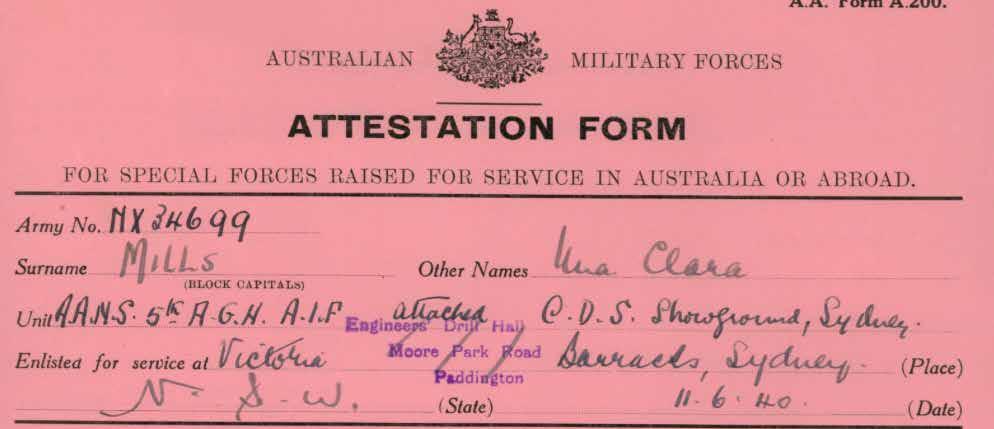 A.A. Form A.200.
AUSTRALIAN MILITARY FORCES
ATTESTATION FORM
FOR SPECIAL FORCES RAISED FOR SERVICE IN AUSTRALIA OR ABROAD.
Army No. NX 34699
Surname MILLS Other Names Una Clara
(BLOCK CAPITALS)
Unit A.A.N.S. 5th A.G.H. A.I.F attached C.D.S. Showground, Sydney.
Engineers' Drill Hall
Enlisted for service at Victoria Barracks, Sydney. (Place)
Moore Park Road
Paddington
N. S. W. (State) 11.6.40. (Date)